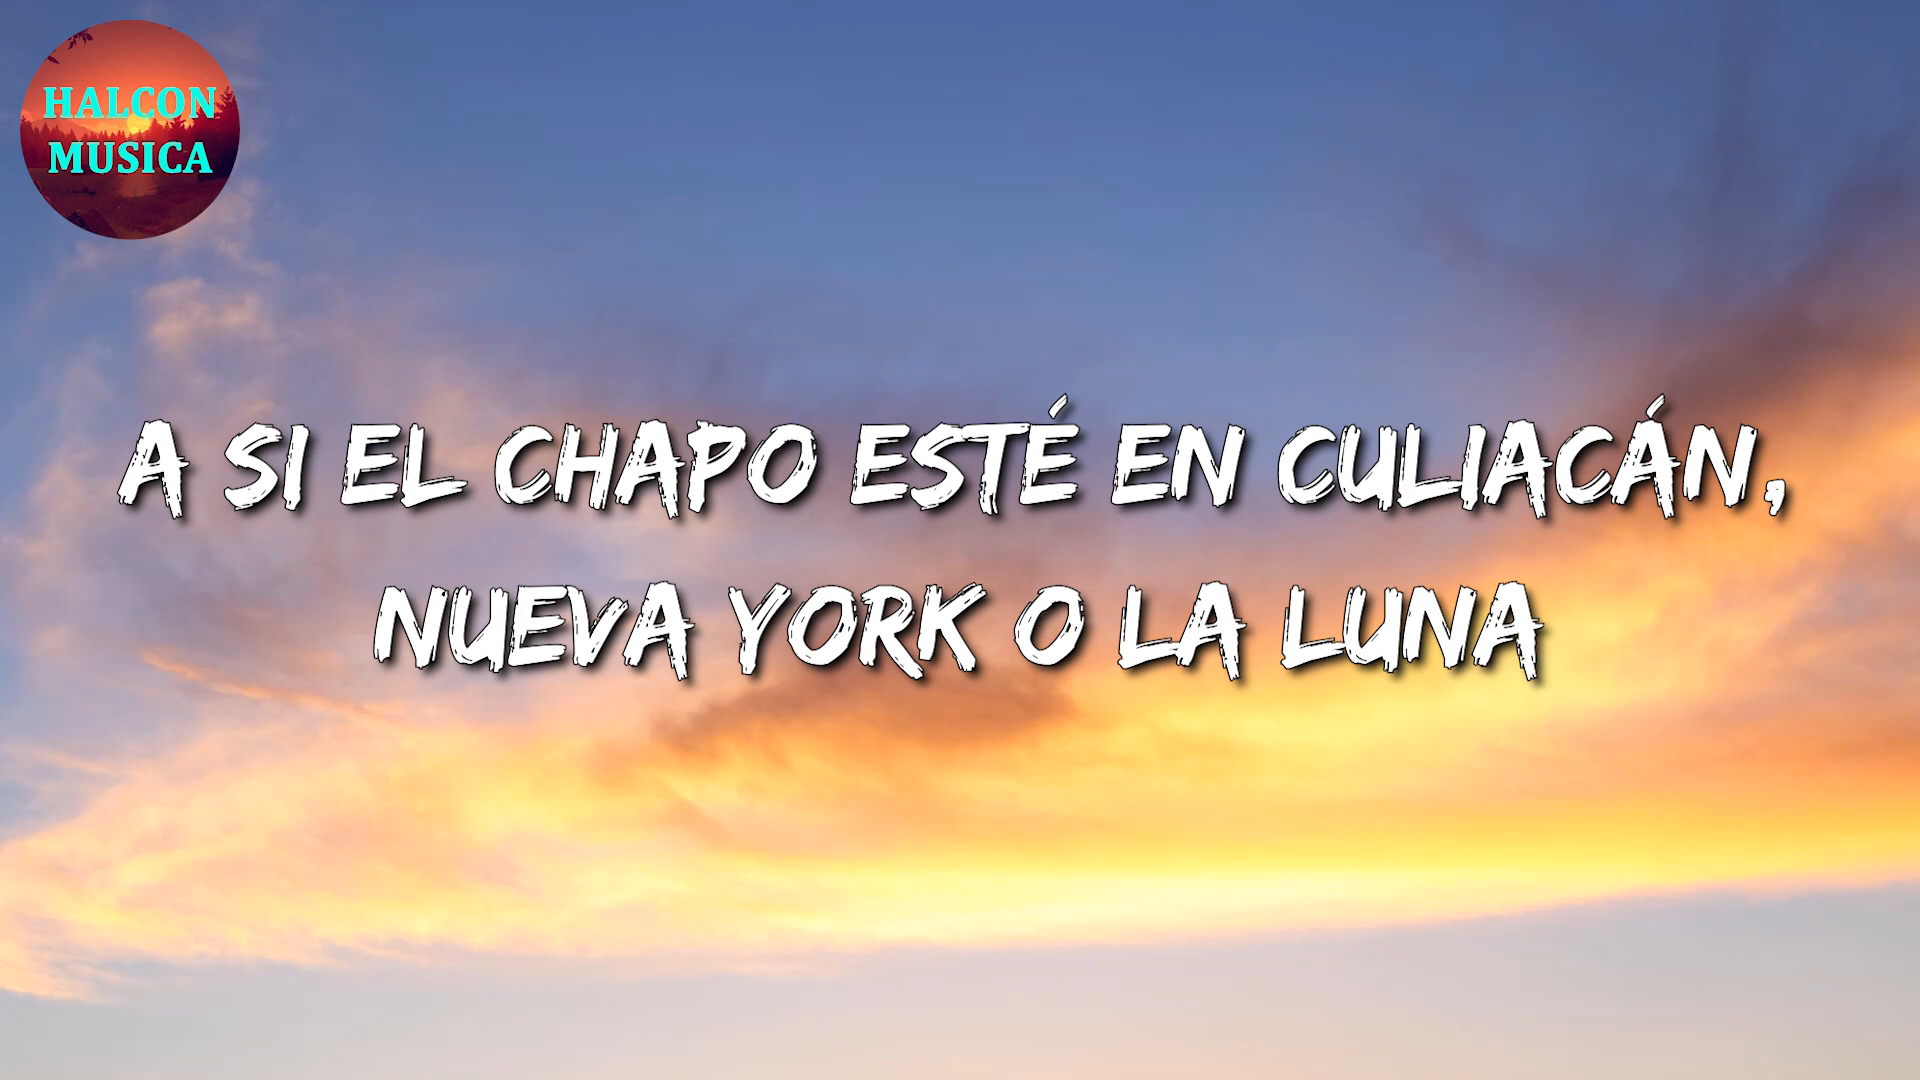 HALCON
MUSICA
A SI EL CHAPO ESTÉ EN CULIACÁN,
NUEVA YORK O LA LUNA